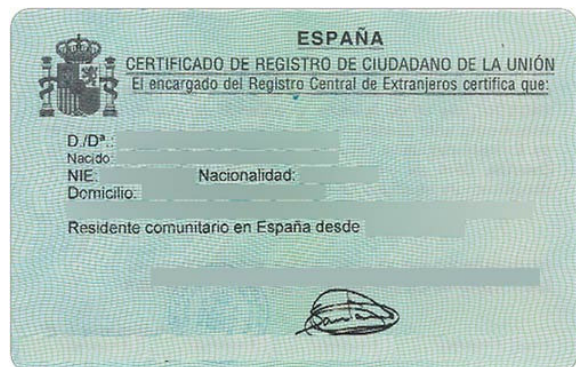 ESPAÑA
CERTIFICADO DE REGISTRO DE CIUDADANO DE LA UNIÓN
El encargado del Registro Central de Extranjeros certifica que:
D./Dª.:
Nacido:
NIE: Nacionalidad:
Domicilio:
Residente comunitario en España desde